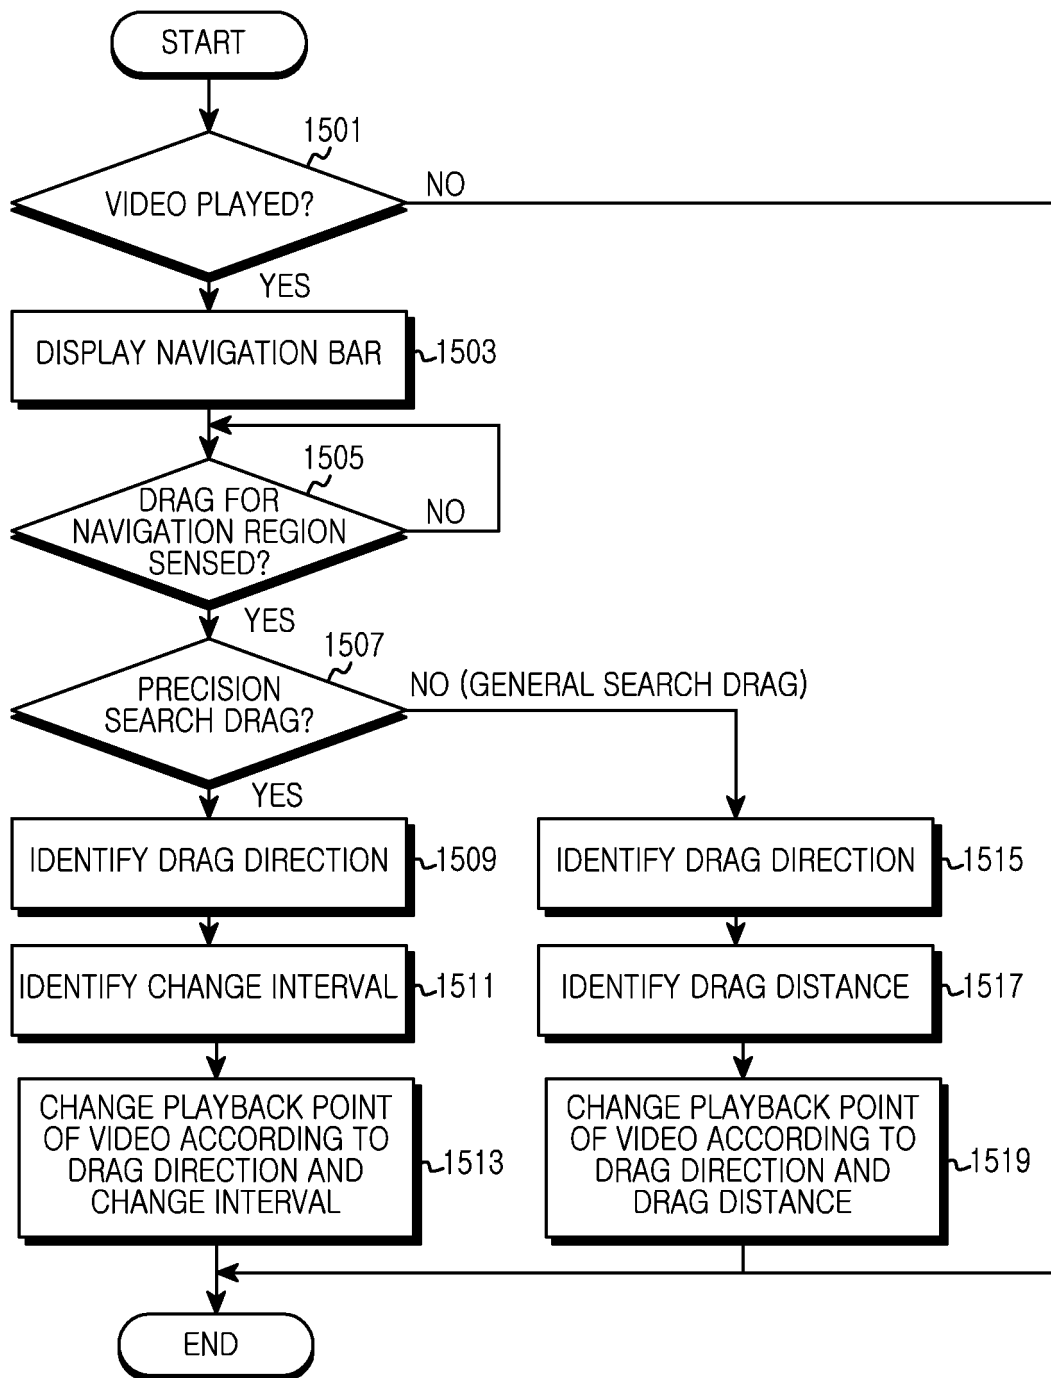 START
1501
VIDEO PLAYED?
NO
YES
DISPLAY NAVIGATION BAR
1503
1505
DRAG FOR
NAVIGATION REGION
SENSED?
NO
YES
1507
PRECISION
SEARCH DRAG?
NO (GENERAL SEARCH DRAG)
YES
IDENTIFY DRAG DIRECTION
1509
IDENTIFY DRAG DIRECTION
1515
IDENTIFY CHANGE INTERVAL
1511
IDENTIFY DRAG DISTANCE
1517
CHANGE PLAYBACK POINT
OF VIDEO ACCORDING TO
DRAG DIRECTION AND
CHANGE INTERVAL
1513
CHANGE PLAYBACK POINT
OF VIDEO ACCORDING TO
DRAG DIRECTION AND
DRAG DISTANCE
1519
END